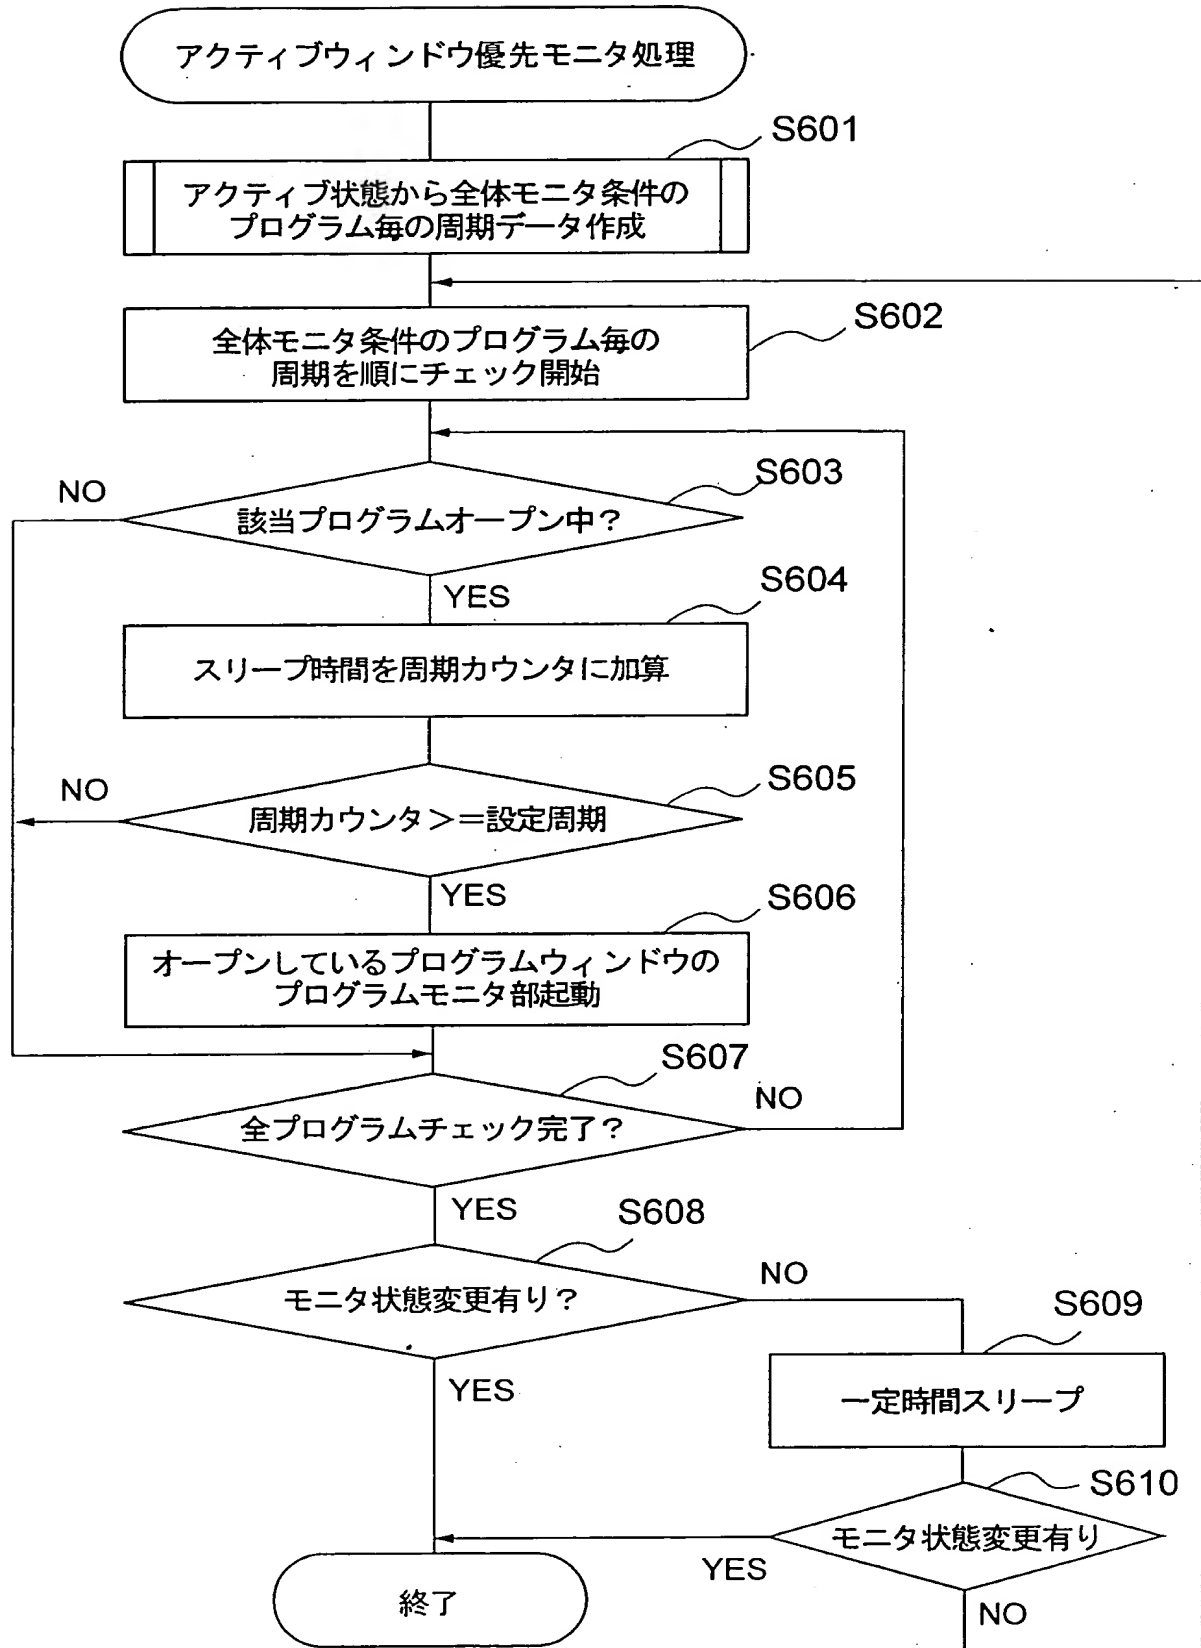 アクティブウィンドウ優先モニタ処理
S601
アクティブ状態から全体モニタ条件の
プログラム毎の周期データ作成
S602
全体モニタ条件のプログラム毎の
周期を順にチェック開始
S603
NO
該当プログラムオープン中？
YES
S604
スリープ時間を周期カウンタに加算
S605
NO
周期カウンタ＞＝設定周期
YES
S606
オープンしているプログラムウィンドウの
プログラムモニタ部起動
S607
NO
全プログラムチェック完了？
YES
S608
NO
モニタ状態変更有り？
S609
YES
一定時間スリープ
S610
モニタ状態変更有り
YES
終了
NO